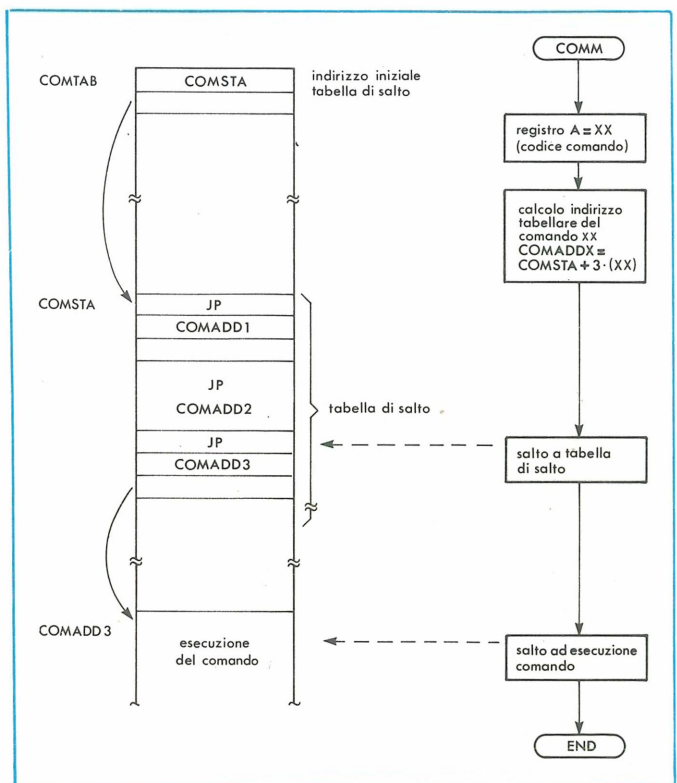 COMTAB
COMSTA
indirizzo iniziale
tabella di salto
COMSTA
JP
COMADD1
JP
COMADD2
JP
COMADD3
tabella di salto
COMADD3
esecuzione
del comando
COMM
registro A = XX
(codice comando)
calcolo indirizzo
tabellare del
comando XX
COMADDX =
COMSTA + 3 · (XX)
salto a tabella
di salto
salto ad esecuzione
comando
END